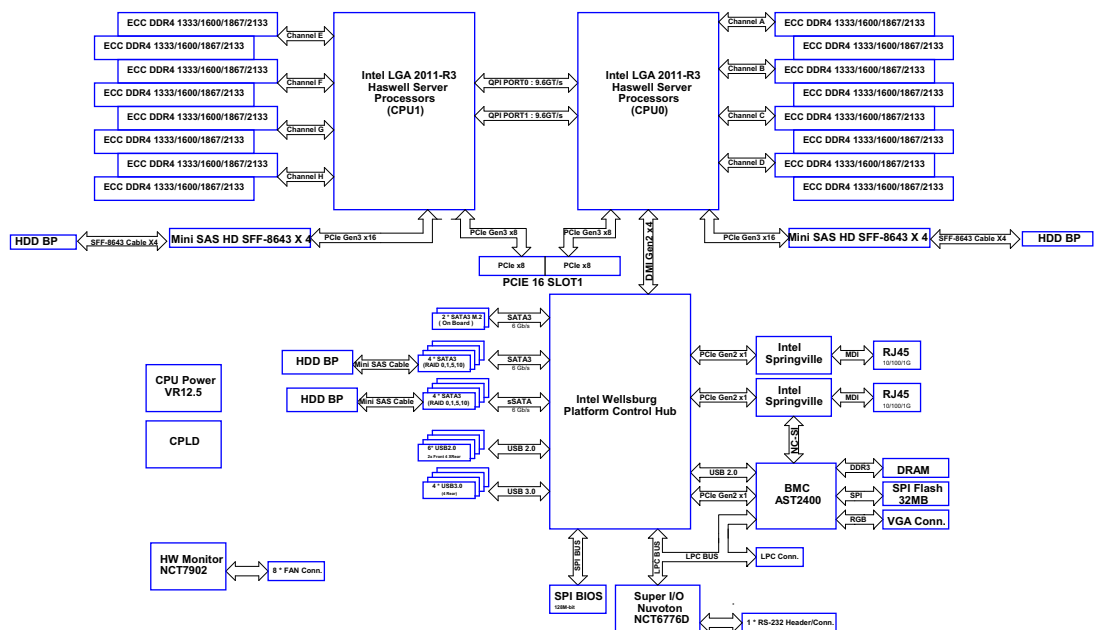 ECC DDR4 1333/1600/1867/2133
ECC DDR4 1333/1600/1867/2133
ECC DDR4 1333/1600/1867/2133
ECC DDR4 1333/1600/1867/2133
ECC DDR4 1333/1600/1867/2133
ECC DDR4 1333/1600/1867/2133
ECC DDR4 1333/1600/1867/2133
ECC DDR4 1333/1600/1867/2133
Channel E
Channel F
Channel G
Channel H
Intel LGA 2011-R3
Haswell Server
Processors
(CPU1)
QPI PORT0 : 9.6GT/s
QPI PORT1 : 9.6GT/s
Intel LGA 2011-R3
Haswell Server
Processors
(CPU0)
Channel A
Channel B
Channel C
Channel D
ECC DDR4 1333/1600/1867/2133
ECC DDR4 1333/1600/1867/2133
ECC DDR4 1333/1600/1867/2133
ECC DDR4 1333/1600/1867/2133
ECC DDR4 1333/1600/1867/2133
ECC DDR4 1333/1600/1867/2133
ECC DDR4 1333/1600/1867/2133
ECC DDR4 1333/1600/1867/2133
HDD BP
SFF-8643 Cable X4
Mini SAS HD SFF-8643 X 4
PCIe Gen3 x16
PCIe Gen3 x8
PCIe Gen3 x8
DMI Gen2 x4
PCIe Gen3 x16
Mini SAS HD SFF-8643 X 4
SFF-8643 Cable X4
HDD BP
PCIe x8
PCIe x8
PCIE 16 SLOT1
2 * SATA3 M.2
( On Board )
SATA3
6 Gb/s
HDD BP
Mini SAS Cable
4 * SATA3
(RAID 0,1,5,10)
SATA3
6 Gb/s
HDD BP
Mini SAS Cable
4 * SATA3
(RAID 0,1,5,10)
sSATA
6 Gb/s
6* USB2.0
2x Front 4 XRear
USB 2.0
4 * USB3.0
(4 Rear)
USB 3.0
Intel Wellsburg
Platform Control Hub
PCIe Gen2 x1
Intel
Springville
MDI
RJ45
10/100/1G
PCIe Gen2 x1
Intel
Springville
MDI
RJ45
10/100/1G
NC-SI
USB 2.0
PCIe Gen2 x1
BMC
AST2400
DDR3
DRAM
SPI
SPI Flash
32MB
RGB
VGA Conn.
CPU Power
VR12.5
CPLD
HW Monitor
NCT7902
8 * FAN Conn.
SPI BUS
SPI BIOS
128M-bit
LPC BUS
LPC BUS
LPC Conn.
Super I/O
Nuvoton
NCT6776D
1 * RS-232 Header/Conn.